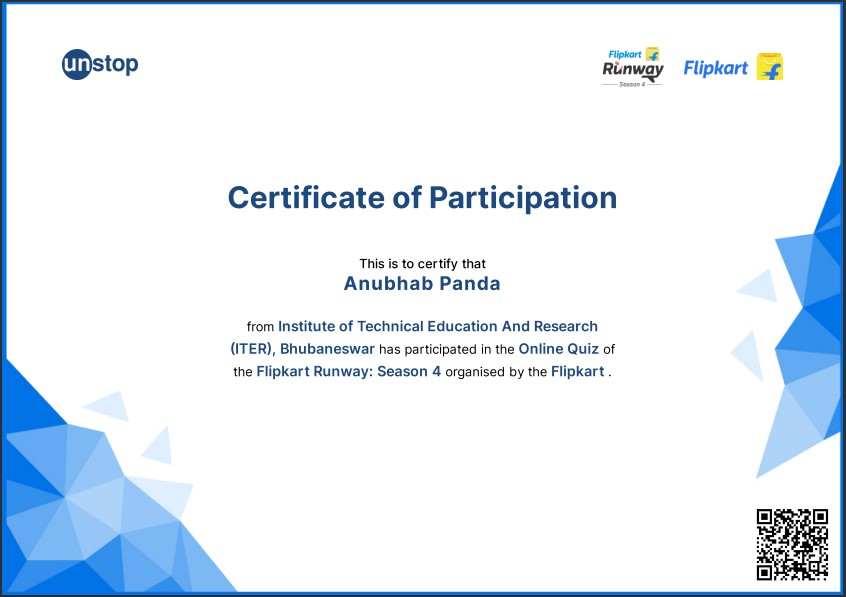 unstop
Flipkart
Runway
Season 4
Flipkart
Certificate of Participation
This is to certify that
Anubhab Panda
from Institute of Technical Education And Research
(ITER), Bhubaneswar has participated in the Online Quiz of
the Flipkart Runway: Season 4 organised by the Flipkart .